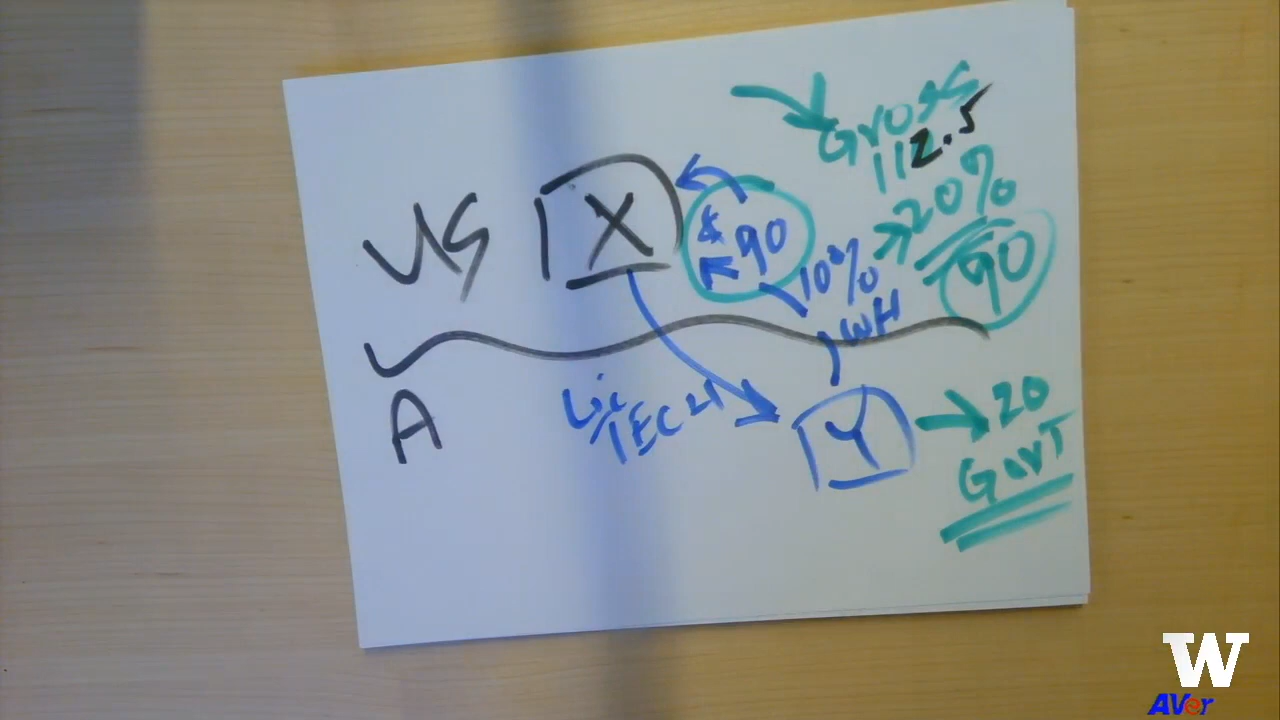 Gross
112.5
US X $ 90 20%
10% 90
WH
A Lic TECH Y 20
GovT
W
AVer